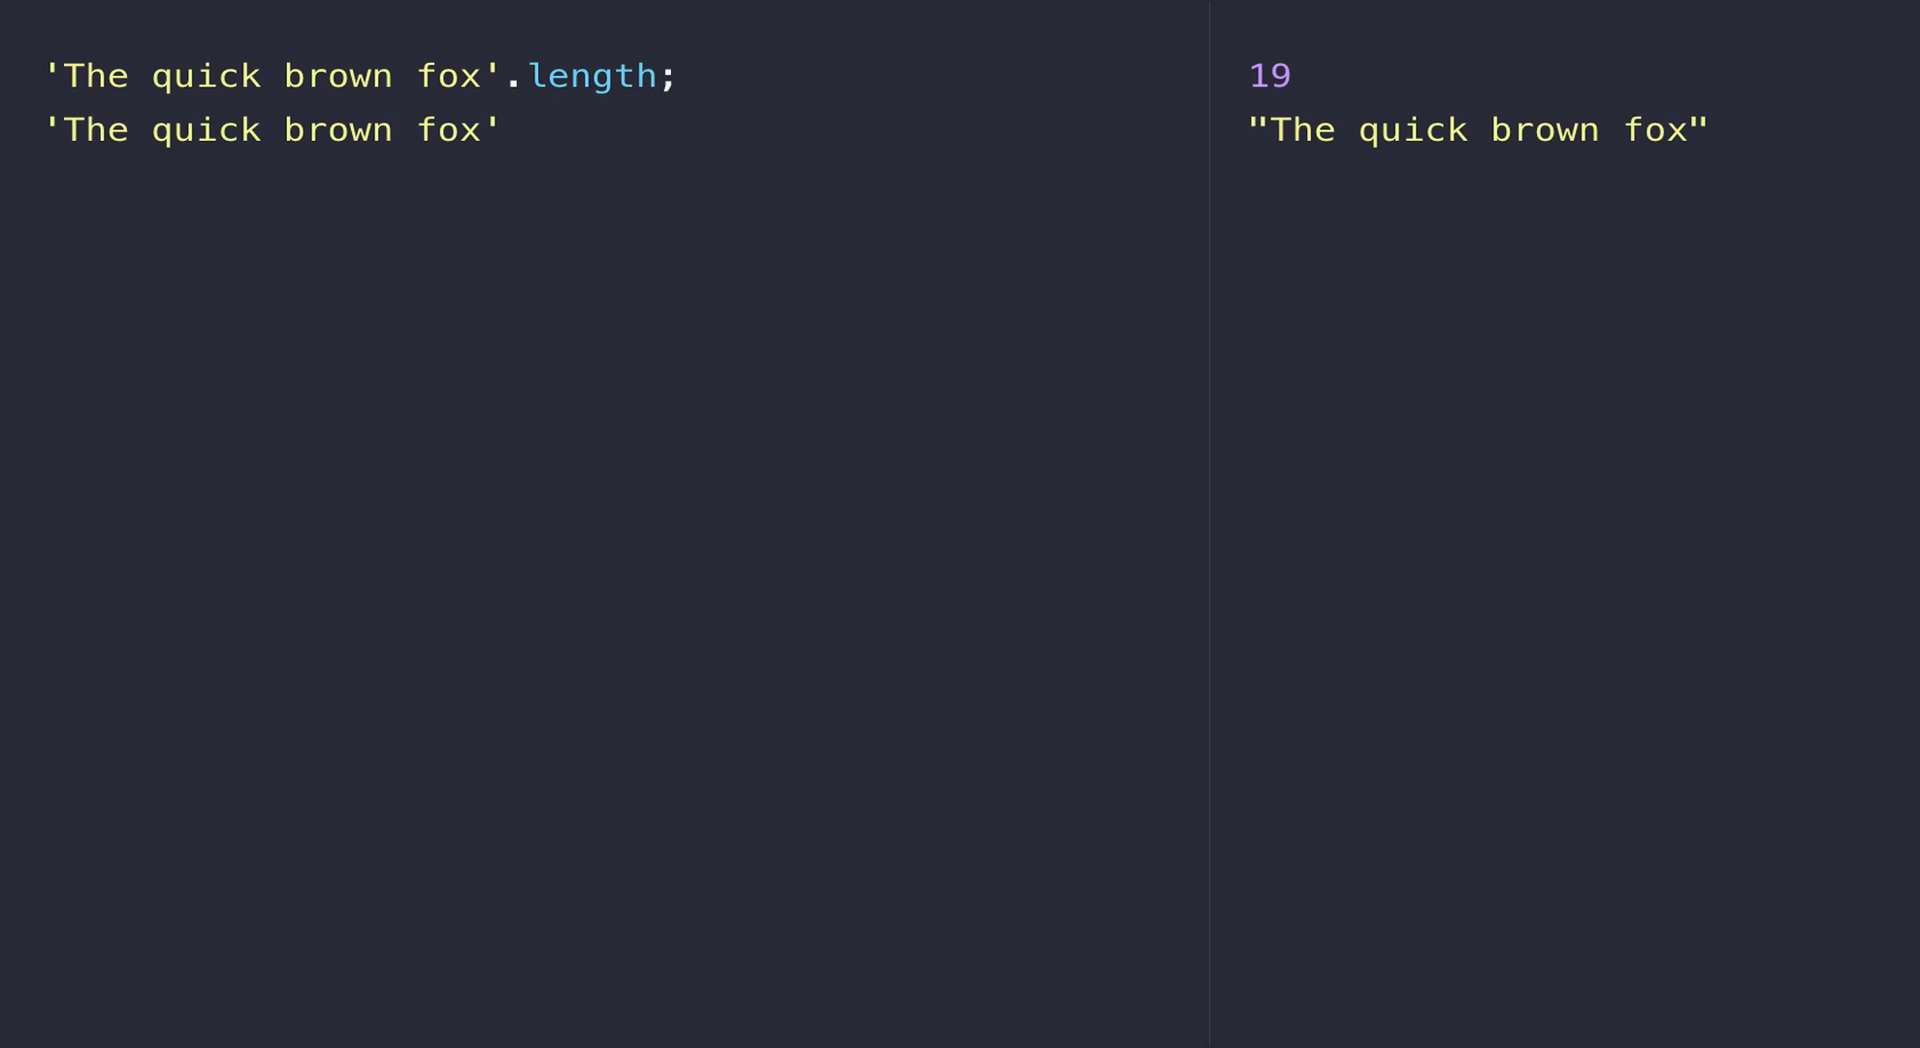 'The quick brown fox'.length;
'The quick brown fox'
19
"The quick brown fox"